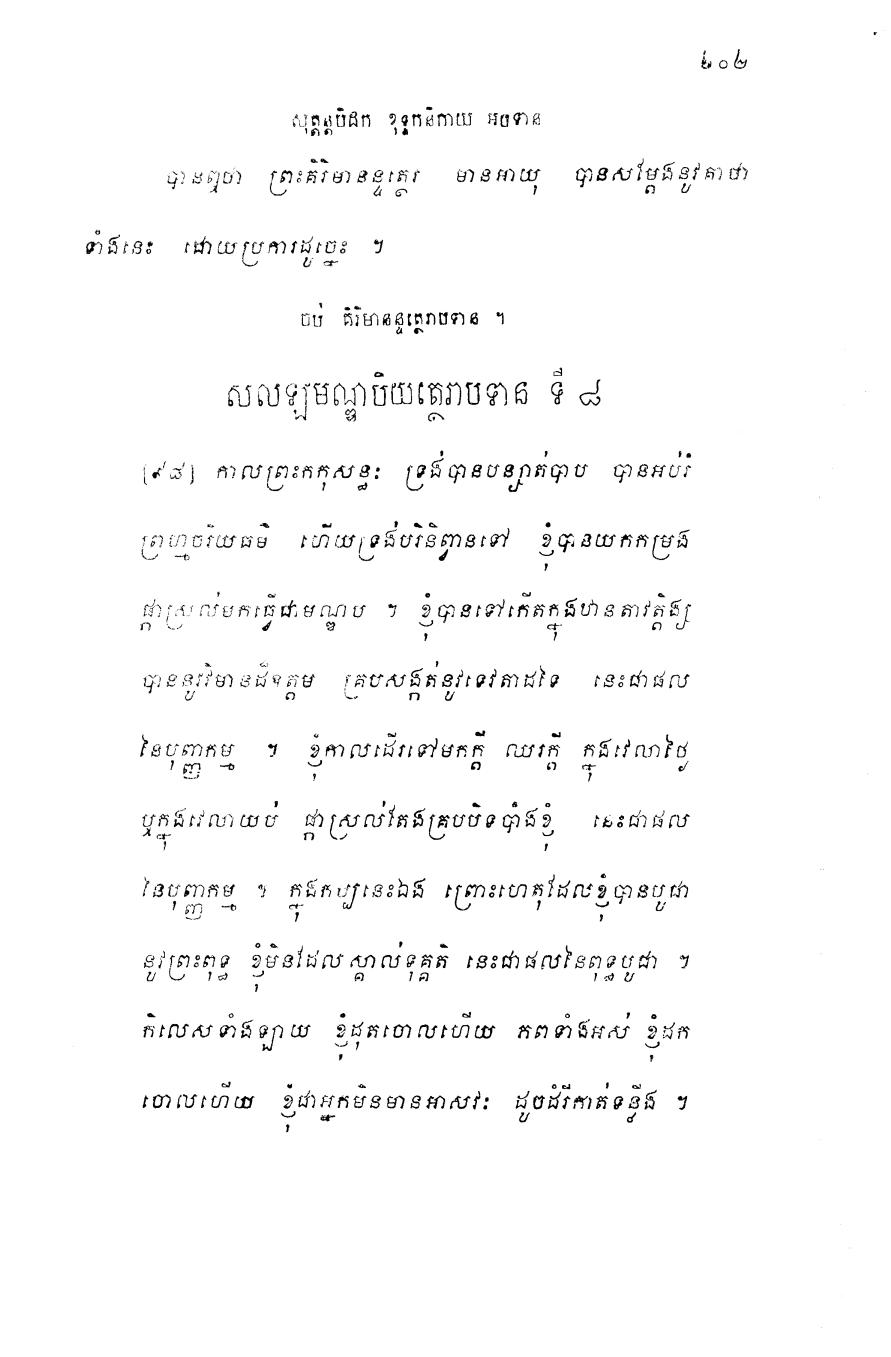 ២០២
សុត្តន្តបិដក ខុទ្ទកនិកាយ អបទាន
បានឮថា ព្រះគិរិមានន្ទត្ថេរ មានអាយុ បានសម្តែងនូវគាថា
ទាំងនេះ ដោយប្រការដូច្នេះ ។
ចប់ គិរិមានន្ទត្ថេរាបទាន ។
សលឡមណ្ឌបិយត្ថេរាបទាន ទី ៨
[៩៨] កាលព្រះកកុសន្ធៈ ទ្រង់បានបន្សាត់បាប បានអប់រំ
ព្រហ្មចរិយធម៌ ហើយទ្រង់បរិនិព្វានទៅ ខ្ញុំបានយកកម្រង
ផ្កាស្រល់មកធ្វើជាមណ្ឌប ។ ខ្ញុំបានទៅកើតក្នុងឋានតាវត្តិង្ស
បាននូវវិមានដ៏ឧត្តម គ្របសង្កត់នូវទេវតាដទៃ នេះជាផល
នៃបុញ្ញកម្ម ។ ខ្ញុំកាលដើរទៅមកក្តី ឈរក្តី ក្នុងវេលាថ្ងៃ
ឬក្នុងវេលាយប់ ផ្កាស្រល់តែងគ្របបិទបាំងខ្ញុំ នេះជាផល
នៃបុញ្ញកម្ម ។ ក្នុងកប្បនេះឯង ព្រោះហេតុដែលខ្ញុំបានបូជា
នូវព្រះពុទ្ធ ខ្ញុំមិនដែលស្គាល់ទុគ្គតិ នេះជាផលនៃពុទ្ធបូជា ។
កិលេសទាំងឡាយ ខ្ញុំដុតចោលហើយ ភពទាំងអស់ ខ្ញុំដក
ចោលហើយ ខ្ញុំជាអ្នកមិនមានអាសវៈ ដូចដំរីកាត់ទន្លីង ។